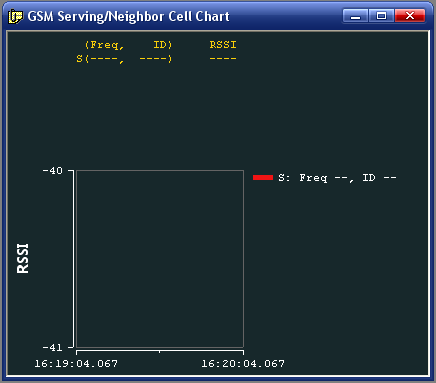 GSM Serving/Neighbor Cell Chart
(Freq, ID) RSSI
S(----, ----) ----
-40
S: Freq --, ID --
RSSI
-41
16:19:04.067 16:20:04.067